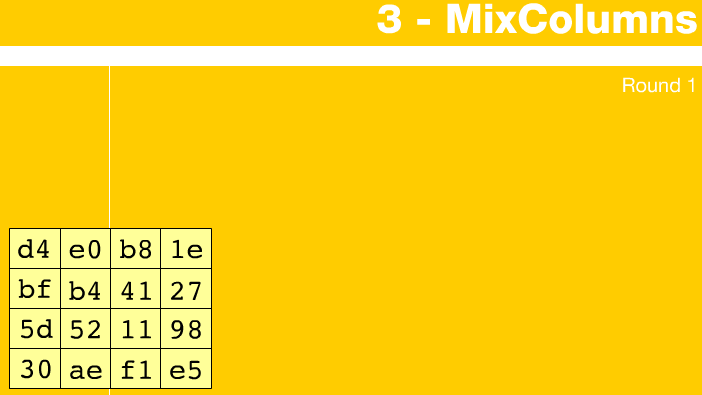 3 - MixColumns
Round 1
d4 e0 b8 1e
bf b4 41 27
5d 52 11 98
30 ae f1 e5